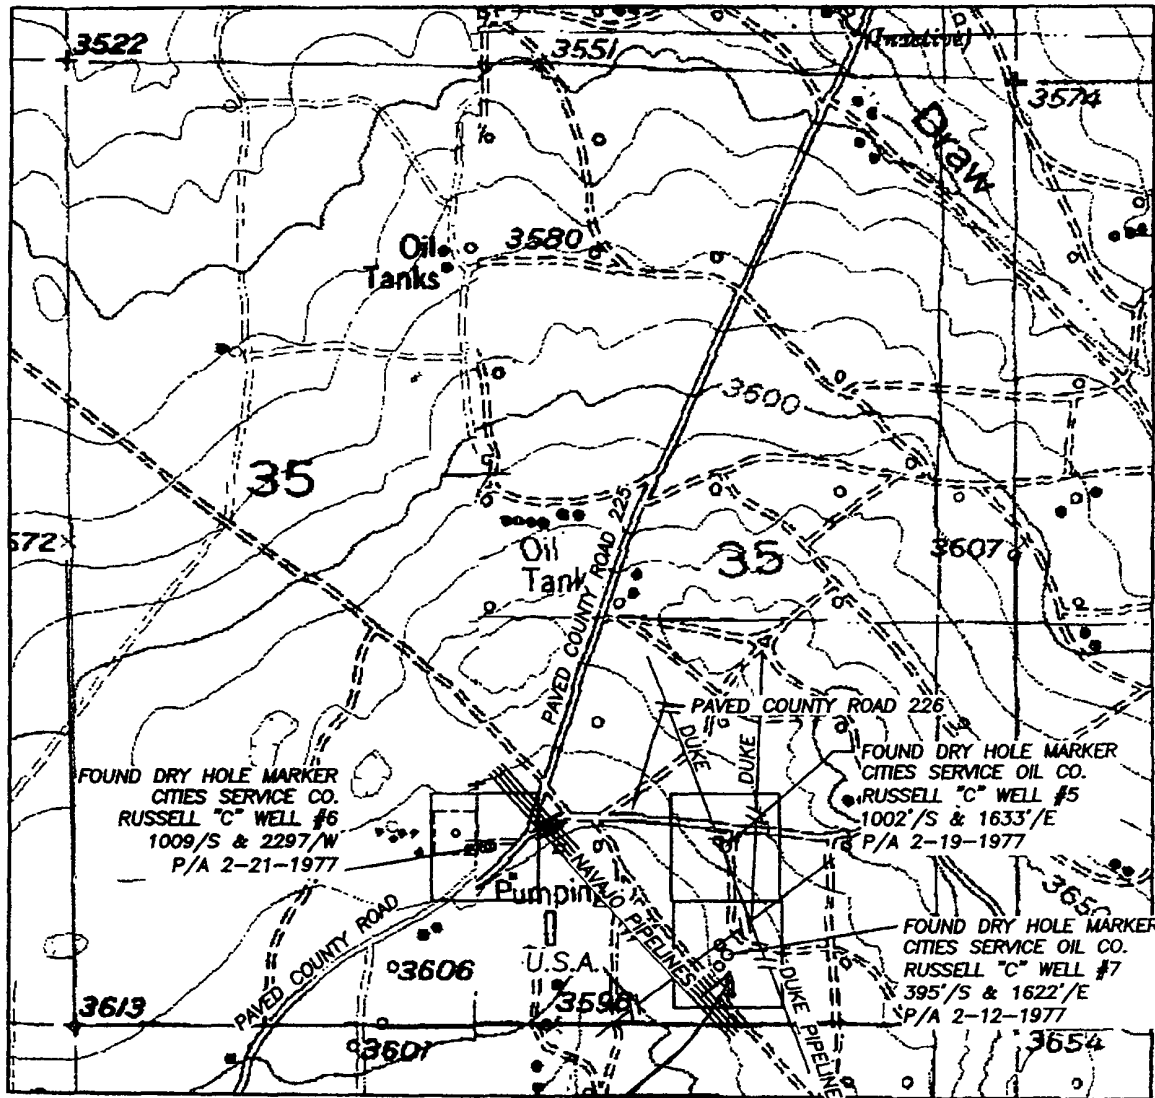 3522
3551
(Inactive)
3574
Draw
Oil
Tanks
3580
3600
35
PAVED COUNTY ROAD 225
572
Oil
Tank
35
3607
PAVED COUNTY ROAD 226
DUKE
DUKE
FOUND DRY HOLE MARKER
CITIES SERVICE CO.
RUSSELL "C" WELL #6
1009/S & 2297/W
P/A 2-21-1977
FOUND DRY HOLE MARKER
CITIES SERVICE OIL CO.
RUSSELL "C" WELL #5
1002'/S & 1633'/E
P/A 2-19-1977
NAVAJO PIPELINES
Pumpin
PAVED COUNTY ROAD
3650
FOUND DRY HOLE MARKER
CITIES SERVICE OIL CO.
RUSSELL "C" WELL #7
395'/S & 1622'/E
P/A 2-12-1977
U.S.A.
3606
DUKE PIPELINE
3613
3601
3654